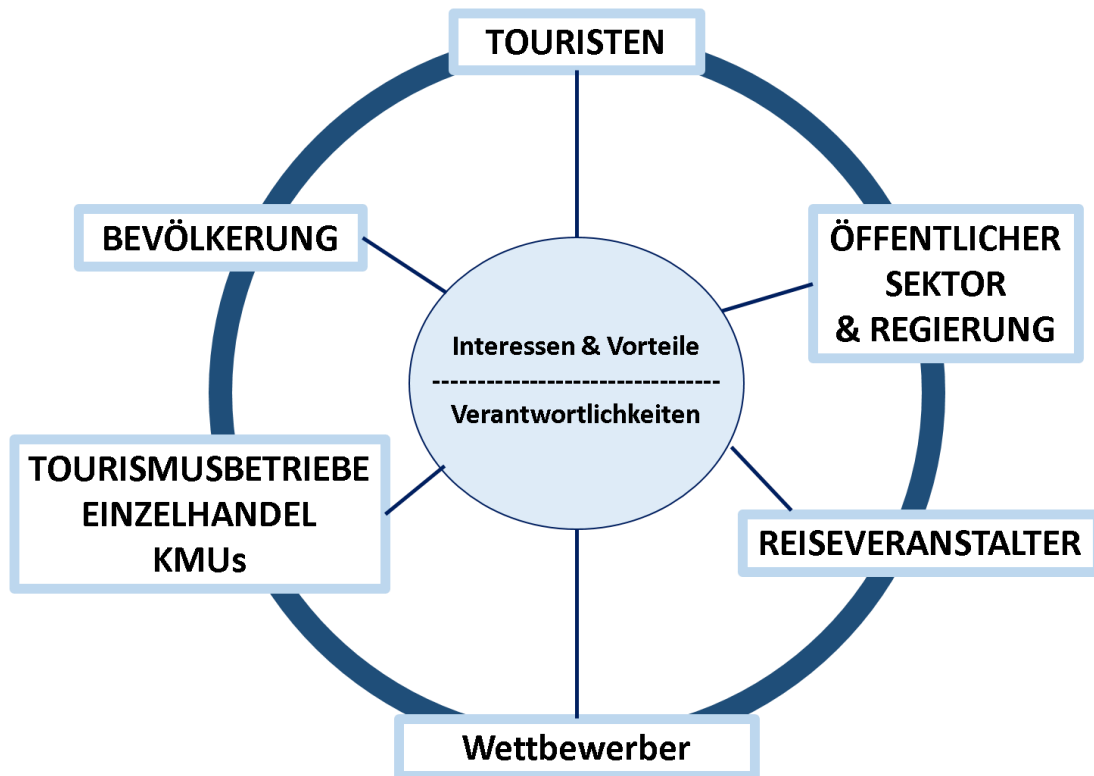 TOURISTEN
BEVÖLKERUNG
ÖFFENTLICHER
SEKTOR
& REGIERUNG
Interessen & Vorteile
--------------------------------
Verantwortlichkeiten
TOURISMUSBETRIEBE
EINZELHANDEL
KMUs
REISEVERANSTALTER
Wettbewerber